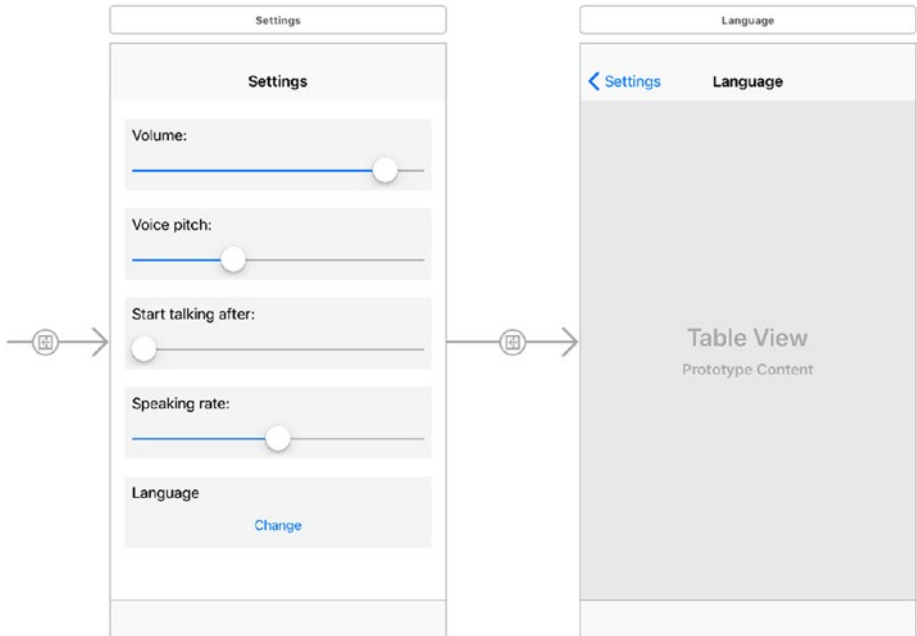 Settings
Settings
Volume:
Voice pitch:
Start talking after:
Speaking rate:
Language
Change
Language
Settings
Language
Table View
Prototype Content